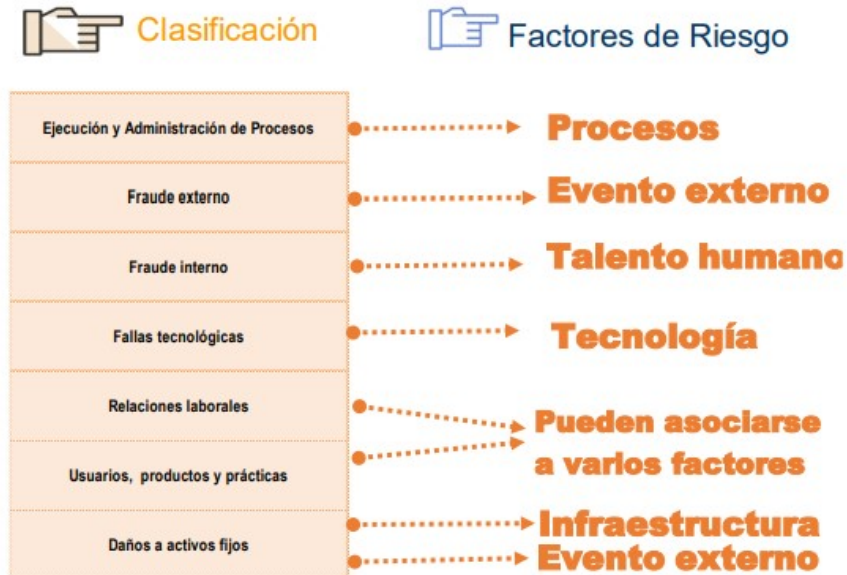 Clasificación
Factores de Riesgo
Ejecución y Administración de Procesos
Procesos
Fraude externo
Evento externo
Fraude interno
Talento humano
Fallas tecnológicas
Tecnología
Relaciones laborales
Pueden asociarse
a varios factores
Usuarios, productos y prácticas
Daños a activos fijos
Infraestructura
Evento externo